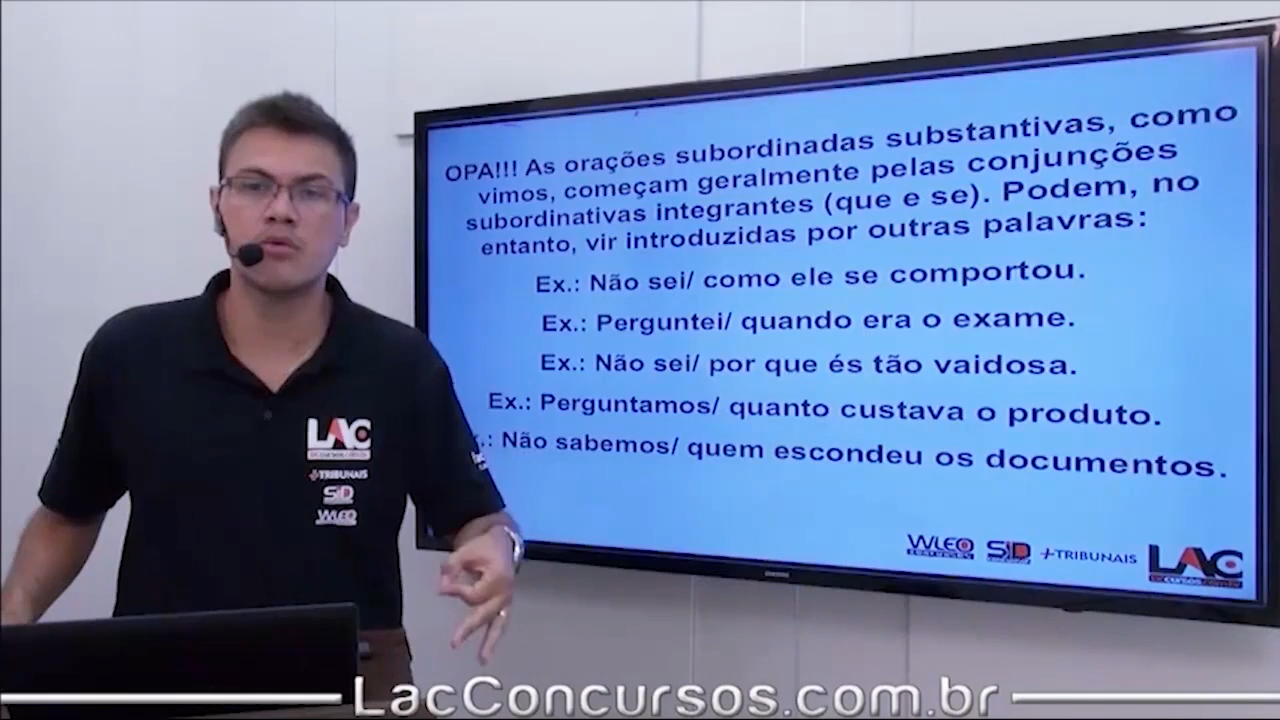 OPA!!! As orações subordinadas substantivas, como
vimos, começam geralmente pelas conjunções
subordinativas integrantes (que e se). Podem, no
entanto, vir introduzidas por outras palavras:
Ex.: Não sei/ como ele se comportou.
Ex.: Perguntei/ quando era o exame.
Ex.: Não sei/ por que és tão vaidosa.
Ex.: Perguntamos/ quanto custava o produto.
.: Não sabemos/ quem escondeu os documentos.
WLEO
SID
+TRIBUNAIS
LAC
LAC
+TRIBUNAIS
SID
WLEO
LacConcursos.com.br